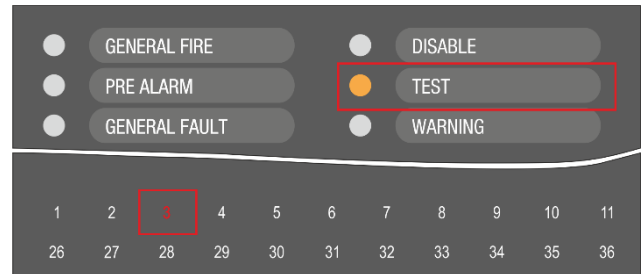 GENERAL FIRE DISABLE
PRE ALARM TEST
GENERAL FAULT WARNING
1 2 3 4 5 6 7 8 9 10 11
26 27 28 29 30 31 32 33 34 35 36